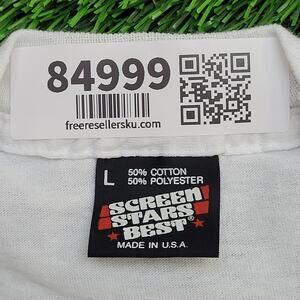 84999
freeresellersku.com
L
50% COTTON
50% POLYESTER
SCREEN
STARS®
BEST
MADE IN U.S.A.